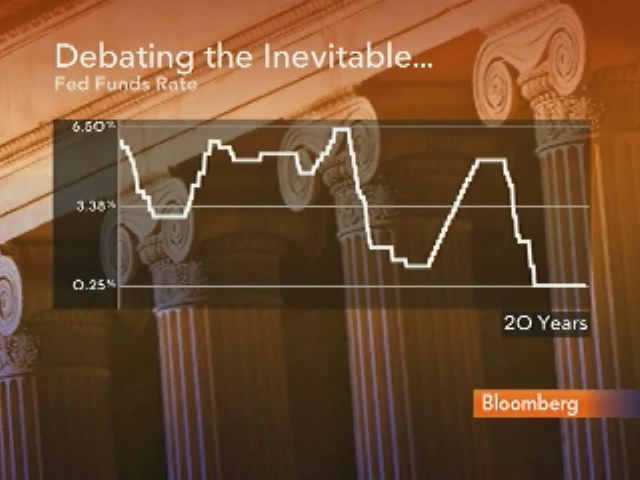 Debating the Inevitable...
Fed Funds Rate
6.50%
3.38%
0.25%
20 Years
Bloomberg